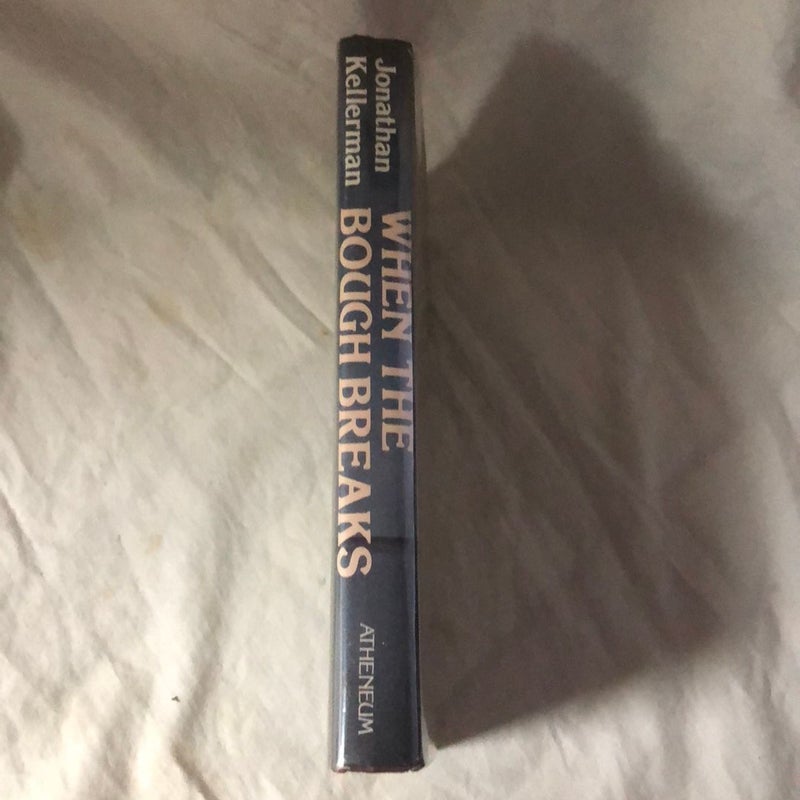 Jonathan
Kellerman
WHEN THE
BOUGH BREAKS
ATHENEUM